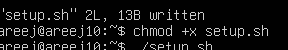 "setup.sh" 2L, 13B written
areej@areej10:~$ chmod +x setup.sh
areej@areej10:~$ ./setup.sh